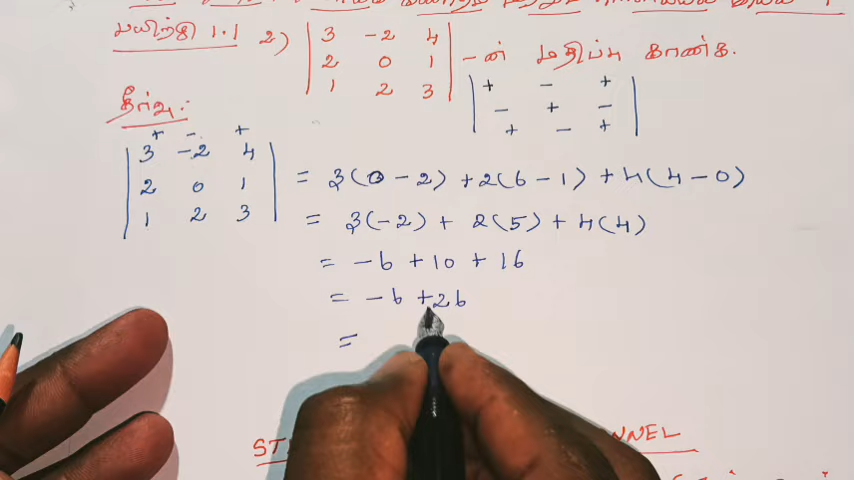 பயிற்சி 1.1 2) | 3 -2 4 | -ன் மதிப்பு காண்க.
| 2 0 1 |
| 1 2 3 |
| + - + |
| - + - |
| + - + |
தீர்வு:
+ - +
| 3 -2 4 |
| 2 0 1 |
| 1 2 3 |
= 3(0-2) +2(6-1) +4(4-0)
= 3(-2) + 2(5) + 4(4)
= -6 +10 + 16
= -6 +26
=